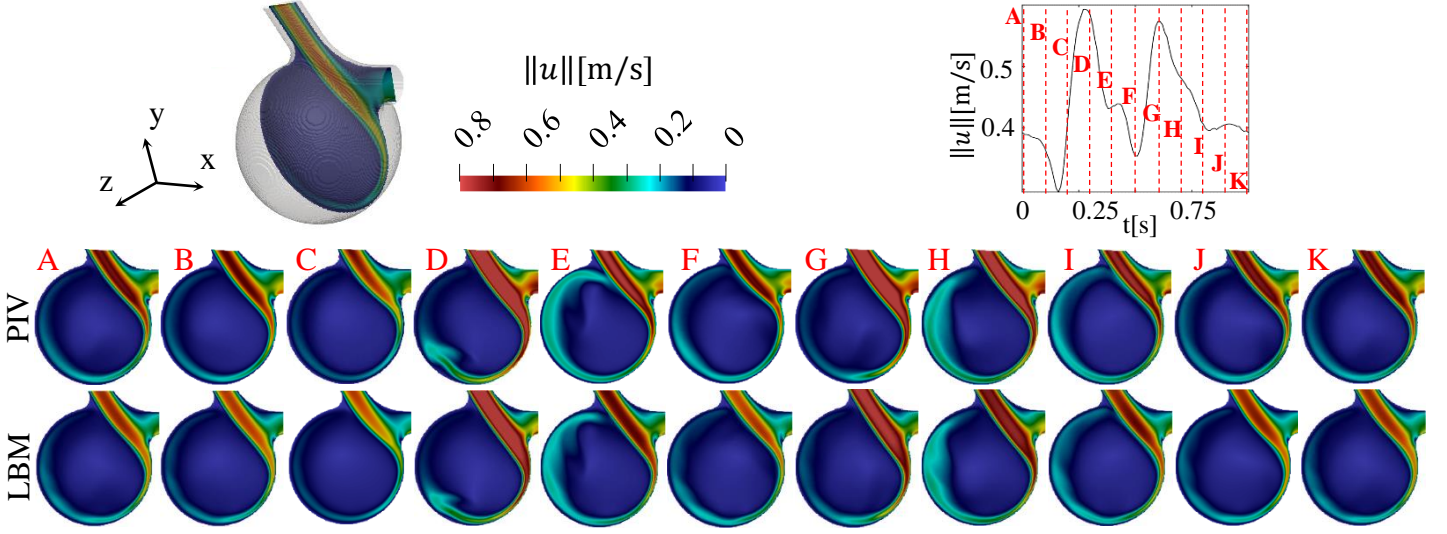 y
x
z
‖u‖[m/s]
0.8 0.6 0.4 0.2 0
A
B
C
D
E
F
G
H
I
J
K
‖u‖[m/s]
0.5
0.4
0 0.25 0.75
t[s]
A B C D E F G H I J K
PIV
LBM